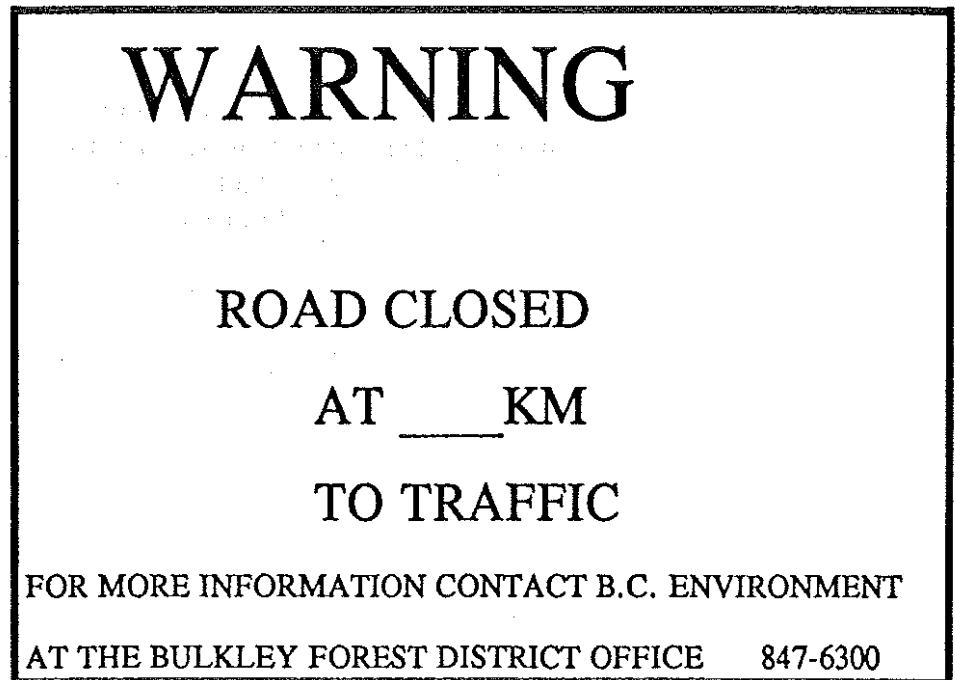 WARNING
ROAD CLOSED
AT ____KM
TO TRAFFIC
FOR MORE INFORMATION CONTACT B.C. ENVIRONMENT
AT THE BULKLEY FOREST DISTRICT OFFICE 847-6300